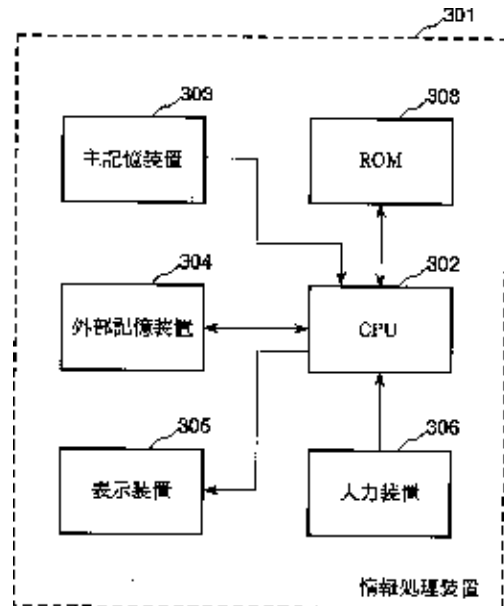 301
303
308
主記憶装置
ROM
304
302
外部記憶装置
CPU
305
306
表示装置
入力装置
情報処理装置